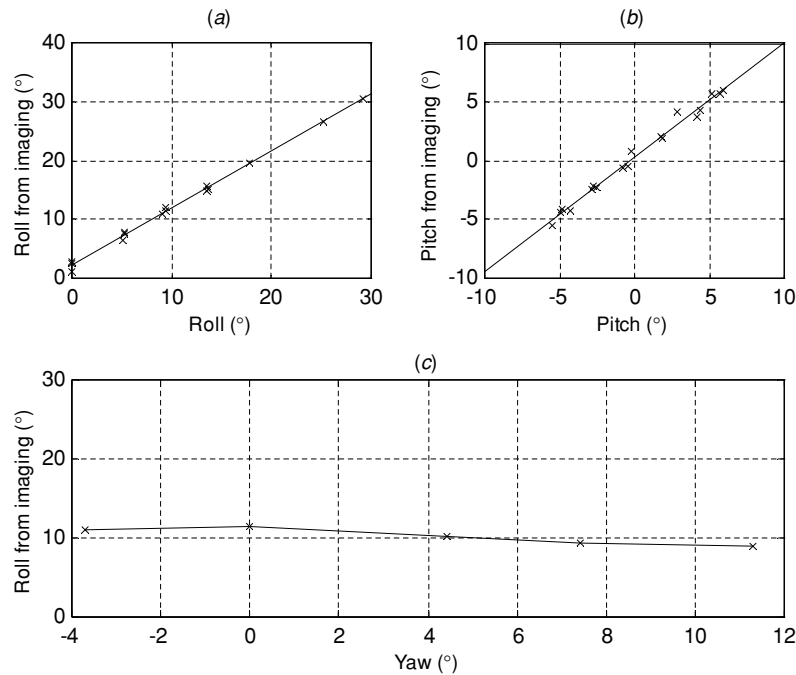 (a)
40
30
20
10
0
0 10 20 30
Roll from imaging (°)
Roll (°)
(b)
10
5
0
-5
-10
-10 -5 0 5 10
Pitch from imaging (°)
Pitch (°)
(c)
30
20
10
0
-4 -2 0 2 4 6 8 10 12
Roll from imaging (°)
Yaw (°)